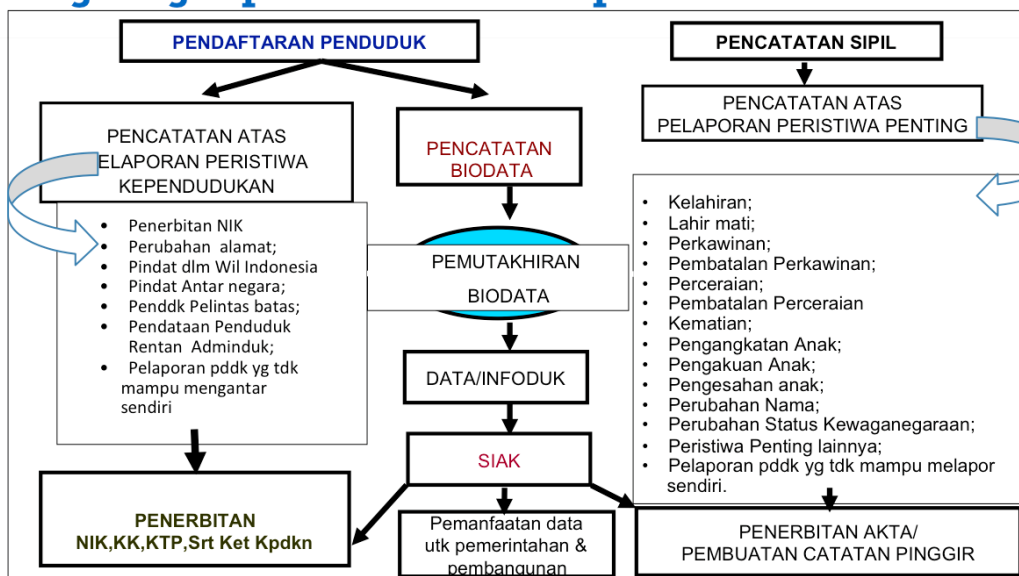 PENDAFTARAN PENDUDUK
PENCATATAN SIPIL
PENCATATAN ATAS
PELAPORAN PERISTIWA
KEPENDUDUKAN
PENCATATAN
BIODATA
PENCATATAN ATAS
PELAPORAN PERISTIWA PENTING
• Penerbitan NIK
• Perubahan alamat;
• Pindat dlm Wil Indonesia
• Pindat Antar negara;
• Penddk Pelintas batas;
• Pendataan Penduduk
Rentan Adminduk;
• Pelaporan pddk yg tdk
mampu mengantar
sendiri
PEMUTAKHIRAN
BIODATA
DATA/INFODUK
SIAK
• Kelahiran;
• Lahir mati;
• Perkawinan;
• Pembatalan Perkawinan;
• Perceraian;
• Pembatalan Perceraian
• Kematian;
• Pengangkatan Anak;
• Pengakuan Anak;
• Pengesahan anak;
• Perubahan Nama;
• Perubahan Status Kewaganegaraan;
• Peristiwa Penting lainnya;
• Pelaporan pddk yg tdk mampu melapor
sendiri.
PENERBITAN
NIK,KK,KTP,Srt Ket Kpdkn
Pemanfaatan data
utk pemerintahan &
pembangunan
PENERBITAN AKTA/
PEMBUATAN CATATAN PINGGIR